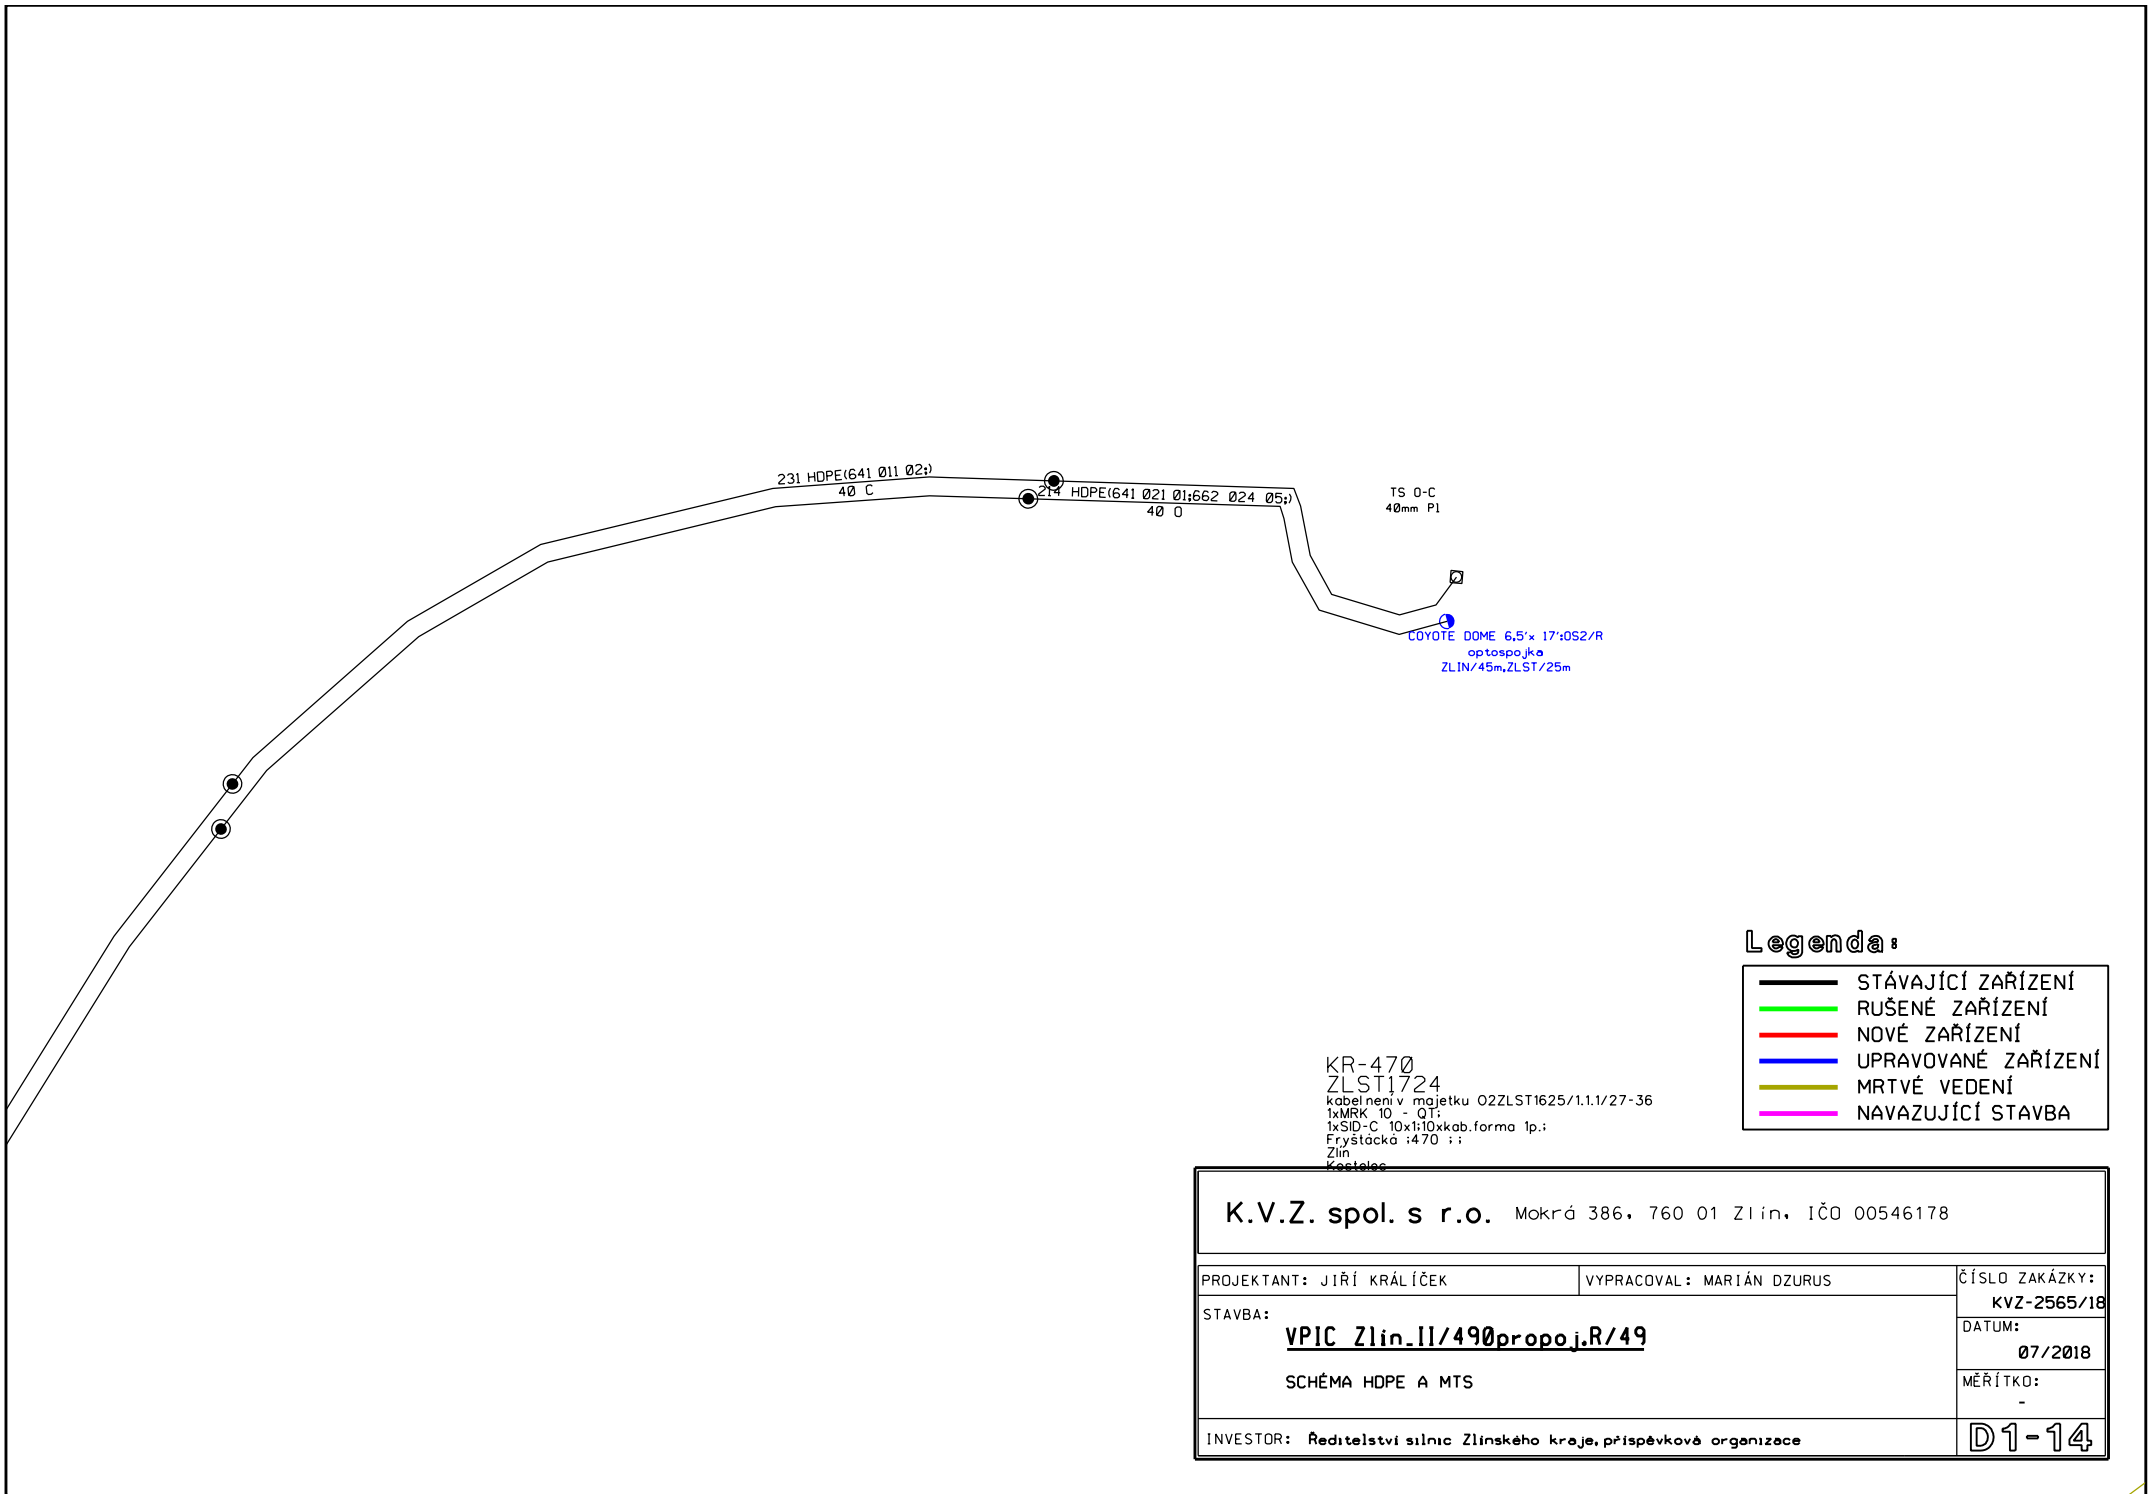 231 HDPE(641 011 02;)
40 C
214 HDPE(641 021 01;662 024 05;)
40 O
TS O-C
40mm P1
COYOTE DOME 6,5'x 17';OS2/R
optospojka
ZLIN/45m,ZLST/25m
Legenda:
STÁVAJÍCÍ ZAŘÍZENÍ
RUŠENÉ ZAŘÍZENÍ
NOVÉ ZAŘÍZENÍ
UPRAVOVANÉ ZAŘÍZENÍ
MRTVÉ VEDENÍ
NAVAZUJÍCÍ STAVBA
KR-470
ZLST1724
kabel není v majetku O2ZLST1625/1.1.1/27-36
1xMRK 10 - QT;
1xSID-C 10x1;10xkab.forma 1p.;
Fryštácká ;470 ; ;
Zlín
Kostelec
K.V.Z. spol. s r.o. Mokrá 386, 760 01 Zlín, IČO 00546178
PROJEKTANT: JIŘÍ KRÁLÍČEK
VYPRACOVAL: MARIÁN DZURUS
ČÍSLO ZAKÁZKY:
KVZ-2565/18
STAVBA:
VPIC Zlín_II/490propoj.R/49
SCHÉMA HDPE A MTS
DATUM:
07/2018
MĚŘÍTKO:
-
INVESTOR: Ředitelství silnic Zlínského kraje, příspěvková organizace
D1-14